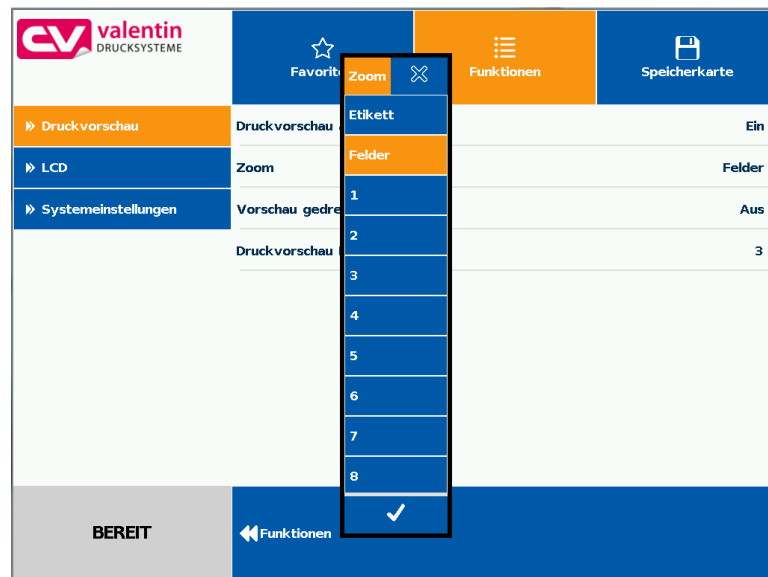 valentin
DRUCKSYSTEME
Favorit
Funktionen
Speicherkarte
Zoom
Etikett
Felder
1
2
3
4
5
6
7
8
Druckvorschau
LCD
Systemeinstellungen
Druckvorschau
Ein
Zoom
Felder
Vorschau gedre
Aus
Druckvorschau
3
BEREIT
Funktionen